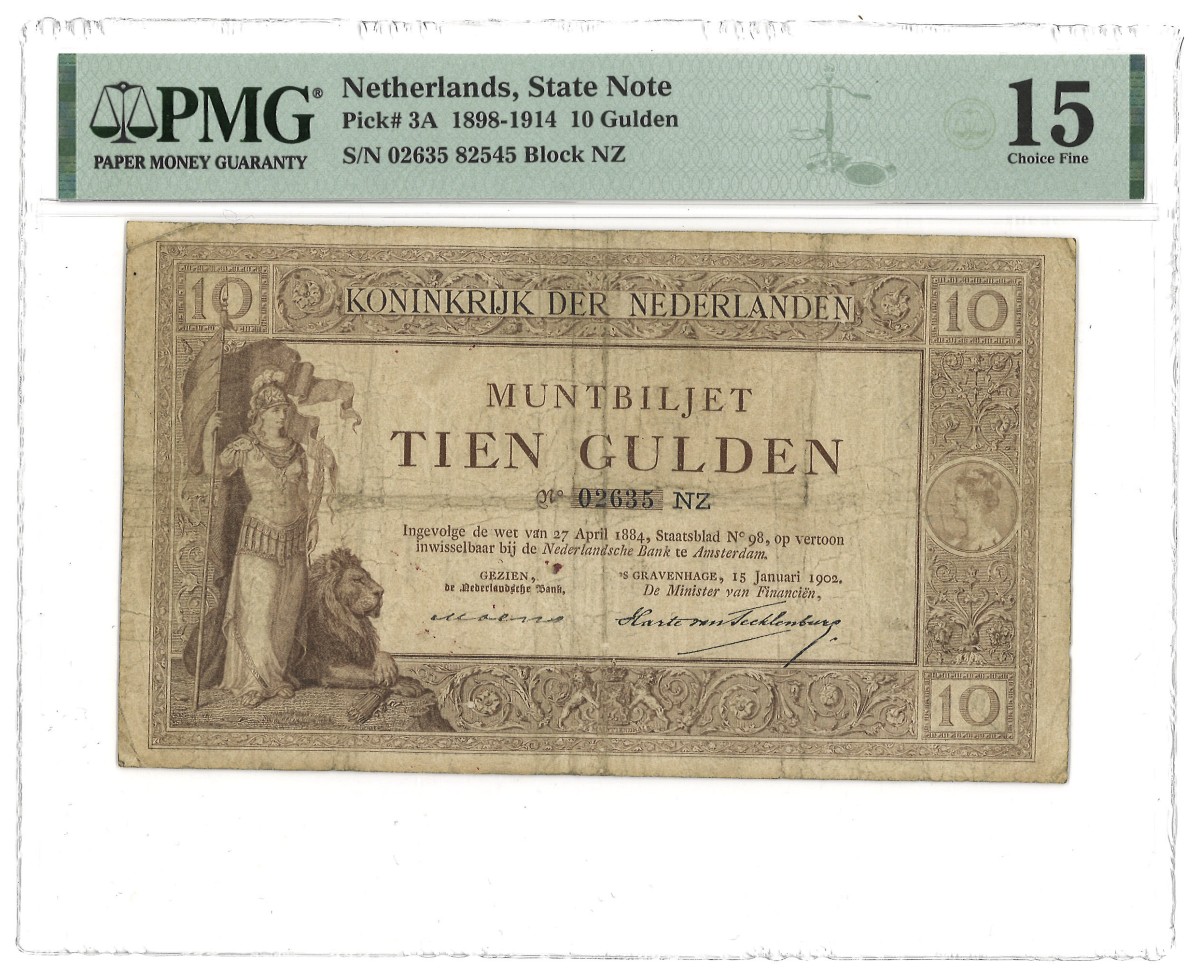 PMG®
PAPER MONEY GUARANTY
Netherlands, State Note
Pick# 3A 1898-1914 10 Gulden
S/N 02635 82545 Block NZ
15
Choice Fine
10
KONINKRIJK DER NEDERLANDEN
10
MUNTBILJET
TIEN GULDEN
No 02635 NZ
Ingevolge de wet van 27 April 1884, Staatsblad No 98, op vertoon
inwisselbaar bij de Nederlandsche Bank te Amsterdam.
GEZIEN,
de Nederlandsche Bank,
'S GRAVENHAGE, 15 Januari 1902.
De Minister van Financiën,
Harte van Tecklenburg
10